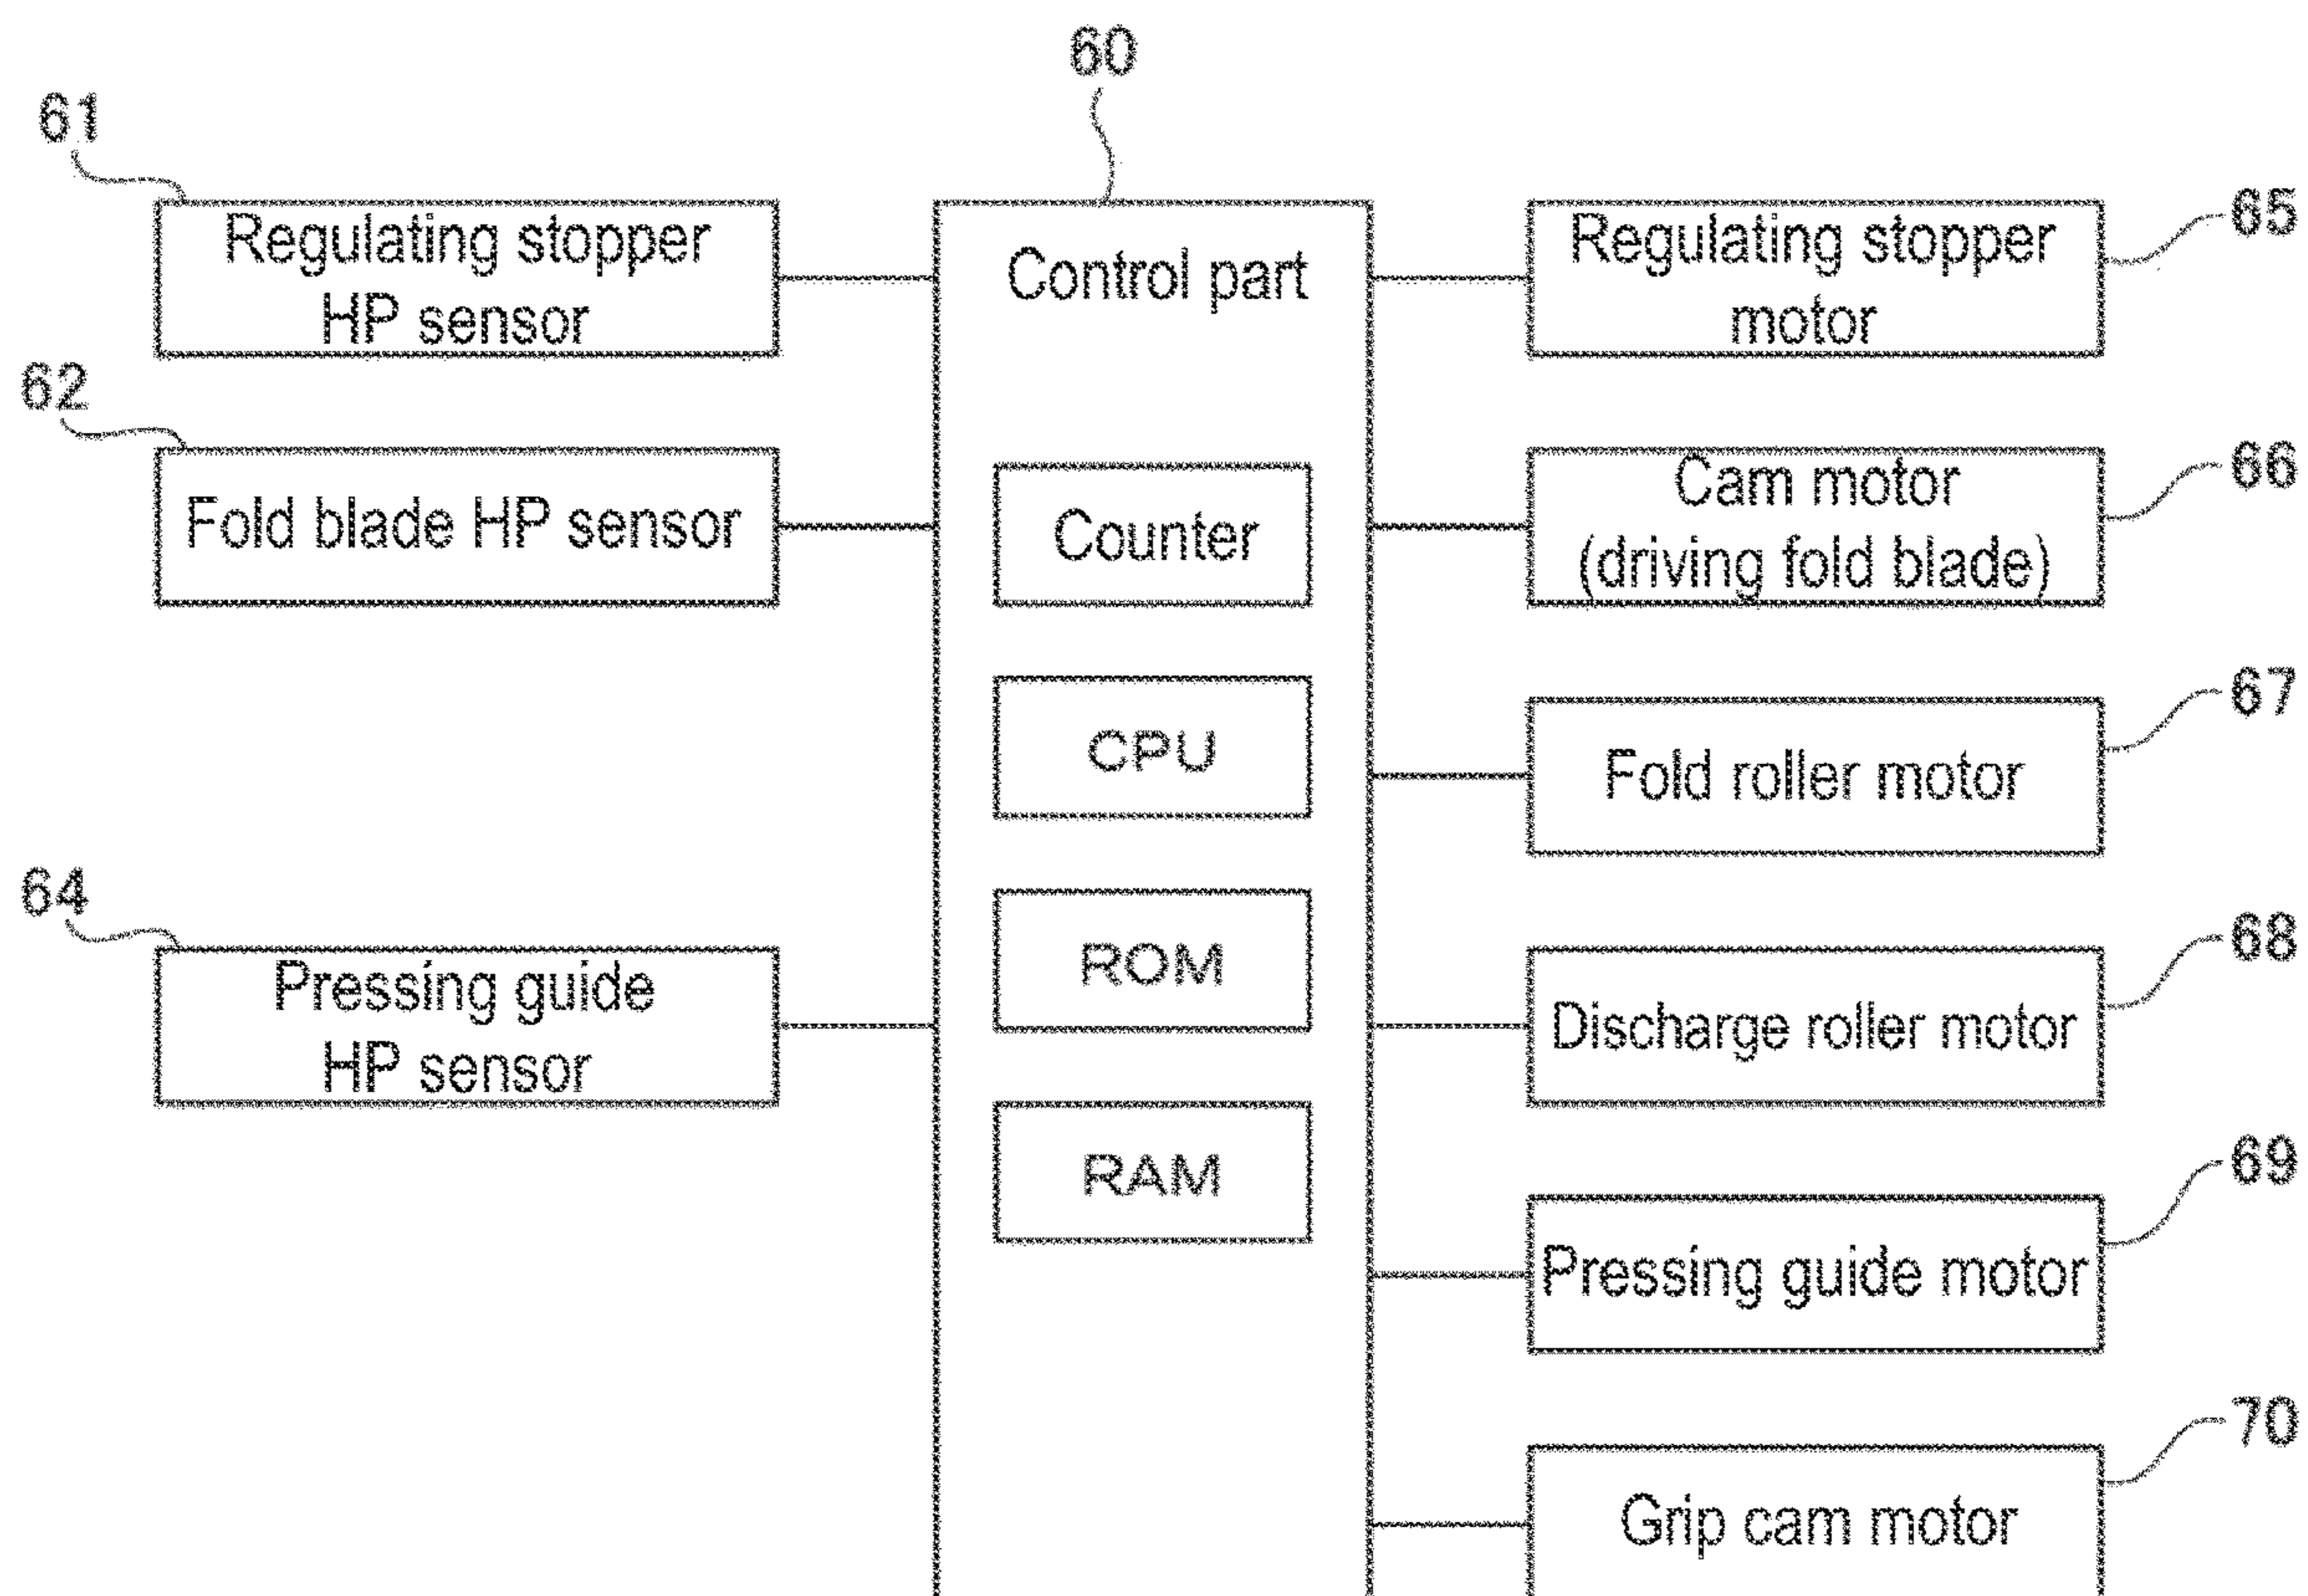 60
61
Regulating stopper
HP sensor
62
Fold blade HP sensor
64
Pressing guide
HP sensor
Control part
Counter
CPU
ROM
RAM
65
Regulating stopper
motor
66
Cam motor
(driving fold blade)
67
Fold roller motor
68
Discharge roller motor
69
Pressing guide motor
70
Grip cam motor